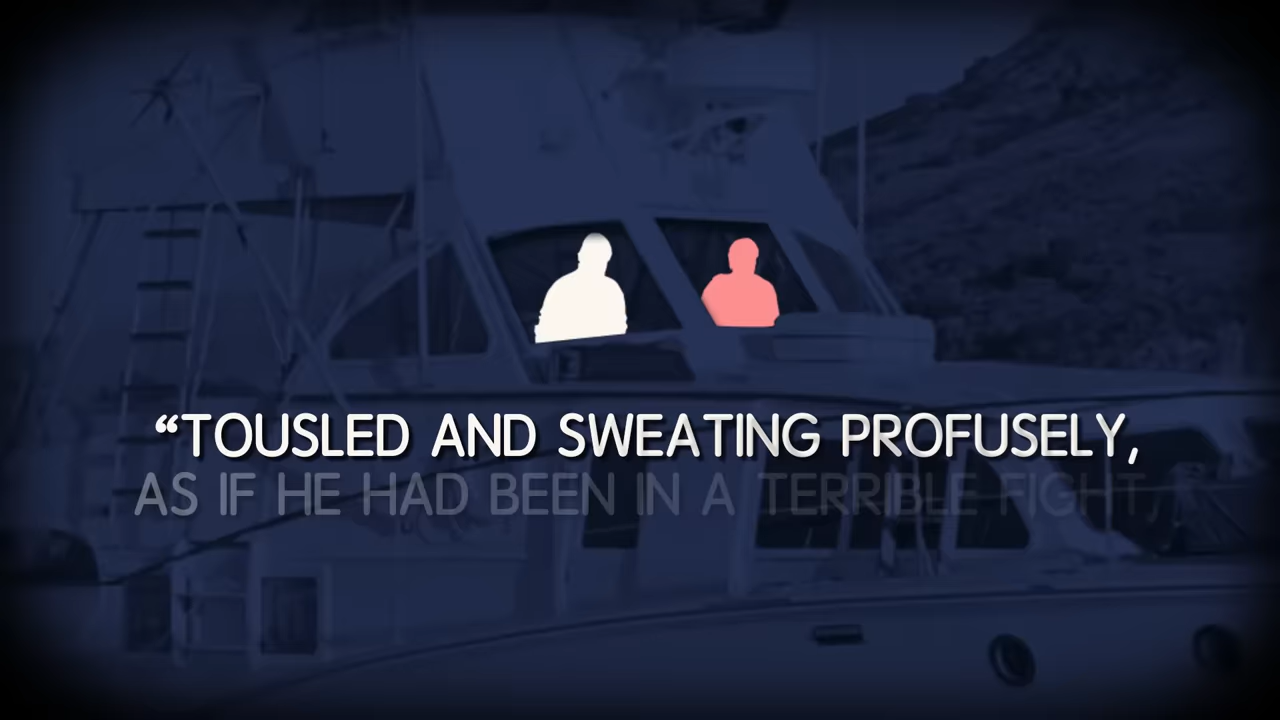 “TOUSLED AND SWEATING PROFUSELY,
AS IF HE HAD BEEN IN A TERRIBLE FIGHT,